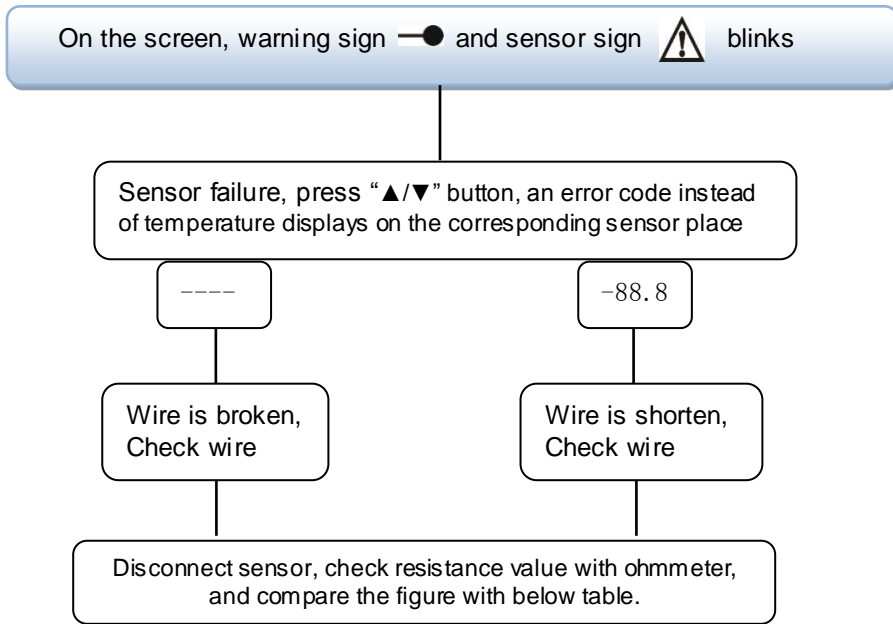 On the screen, warning sign and sensor sign blinks
Sensor failure, press “▲/▼” button, an error code instead
of temperature displays on the corresponding sensor place
----
-88.8
Wire is broken,
Check wire
Wire is shorten,
Check wire
Disconnect sensor, check resistance value with ohmmeter,
and compare the figure with below table.